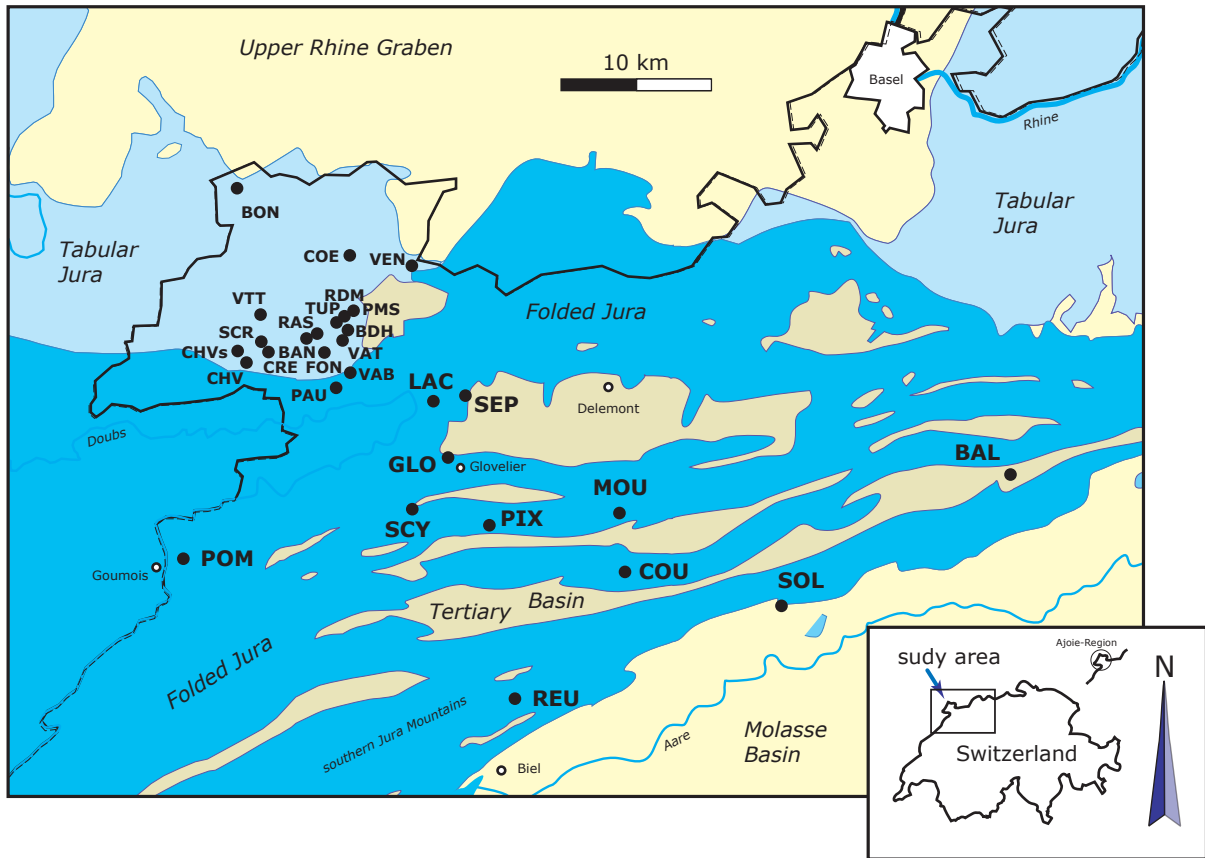 Upper Rhine Graben
10 km
Basel
Rhine
Tabular
Jura
Tabular
Jura
BON
COE
VEN
Folded Jura
VTT
RDM
TUP
PMS
SCR
RAS
BDH
CHVs
BAN
VAT
CHV
CRE
FON
VAB
PAU
LAC
SEP
Delemont
Doubs
GLO
Glovelier
BAL
MOU
SCY
PIX
POM
Goumois
COU
SOL
Tertiary Basin
Folded Jura
REU
southern Jura Mountains
Aare
Molasse
Basin
Biel
Ajoie-Region
sudy area
N
Switzerland